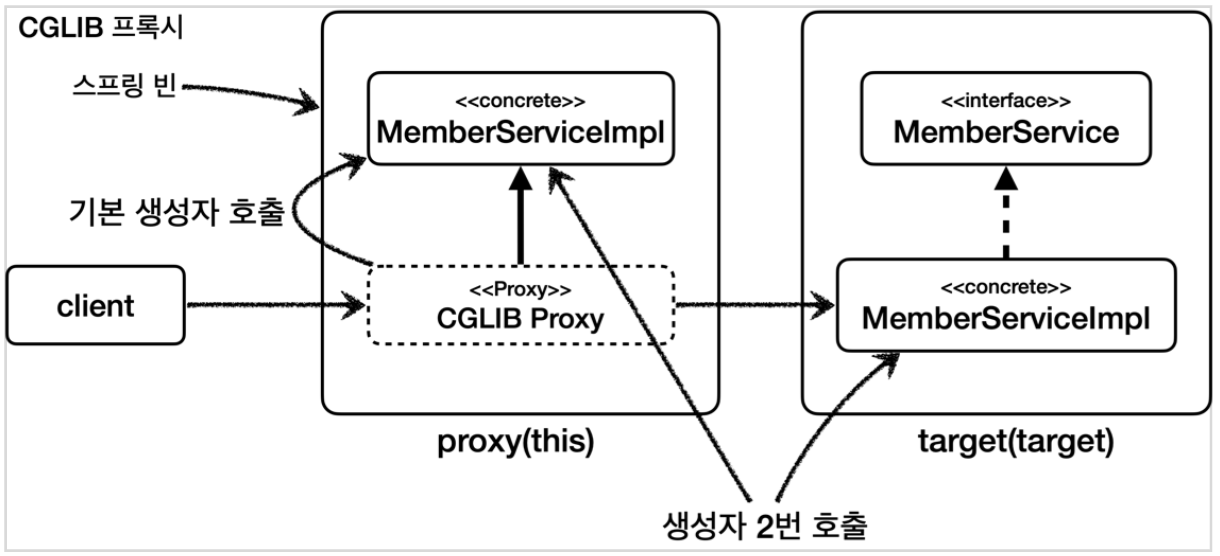 CGLIB 프록시
스프링 빈
<<concrete>>
MemberServiceImpl
<<interface>>
MemberService
기본 생성자 호출
client
<<Proxy>>
CGLIB Proxy
<<concrete>>
MemberServiceImpl
proxy(this)
target(target)
생성자 2번 호출